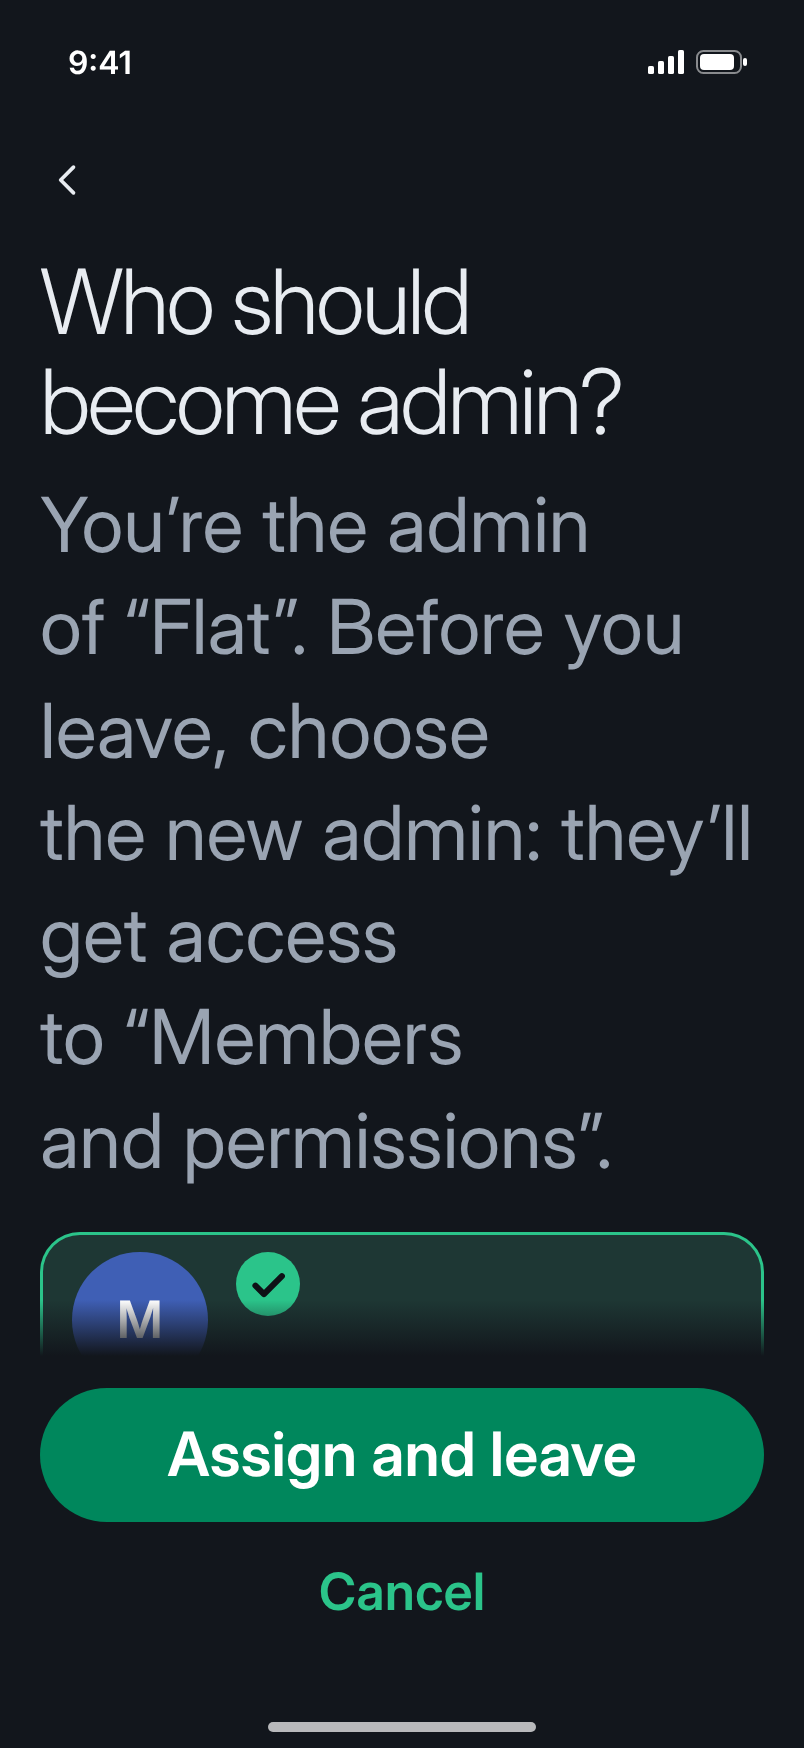 9:41
Who should
become admin?
You’re the admin
of “Flat”. Before you
leave, choose
the new admin: they’ll
get access
to “Members
and permissions”.
M
Assign and leave
Cancel